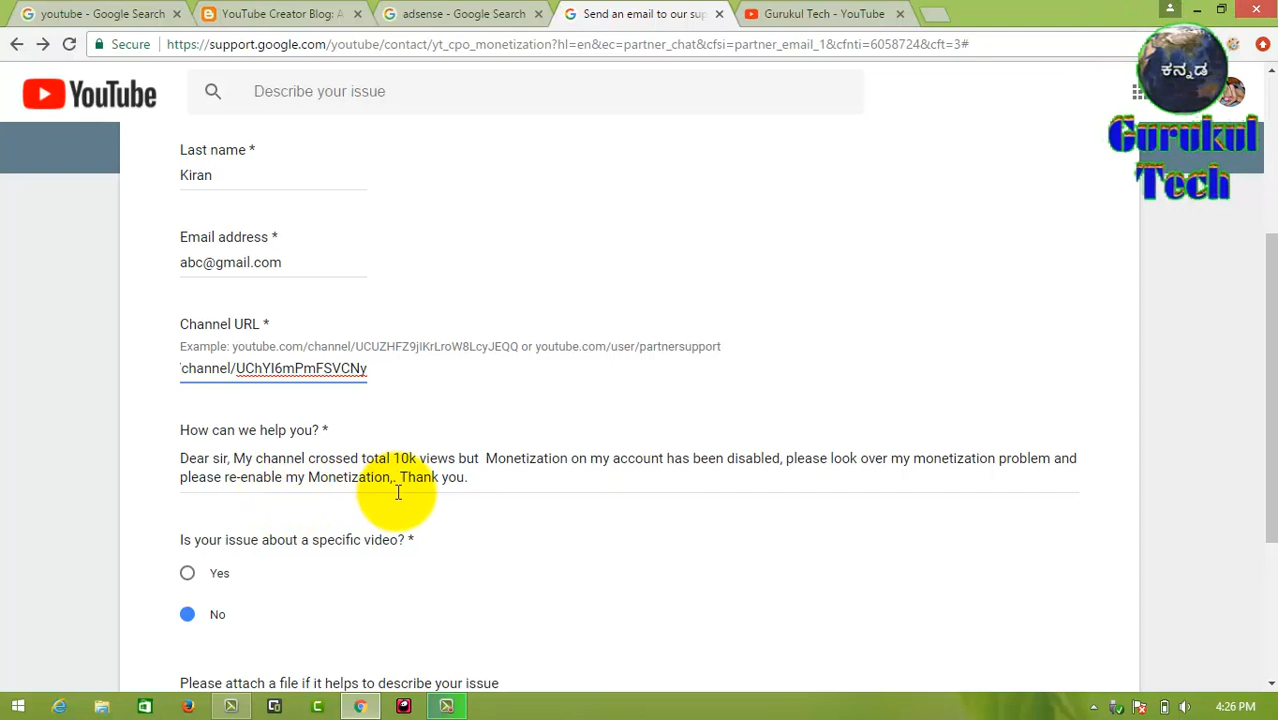 youtube - Google Search
YouTube Creator Blog: A
adsense - Google Search
Send an email to our sup
Gurukul Tech - YouTube
Secure
https://support.google.com/youtube/contact/yt_cpo_monetization?hl=en&ec=partner_chat&cfsi=partner_email_1&cfnti=6058724&cft=3#
YouTube
Describe your issue
ಕನ್ನಡ
Gurukul
Tech
Last name *
Kiran
Email address *
abc@gmail.com
Channel URL *
Example: youtube.com/channel/UCUZHFZ9jIKrLroW8LcyJEQQ or youtube.com/user/partnersupport
channel/UChYI6mPmFSVCNy
How can we help you? *
Dear sir, My channel crossed total 10k views but  Monetization on my account has been disabled, please look over my monetization problem and
please re-enable my Monetization,. Thank you.
Is your issue about a specific video? *
Yes
No
Please attach a file if it helps to describe your issue
4:26 PM